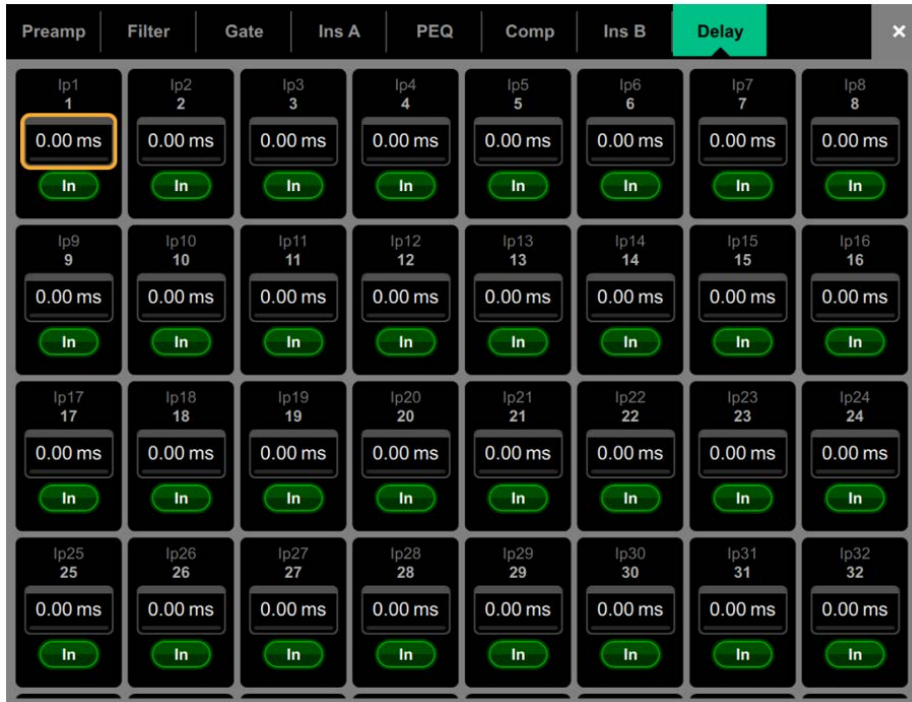 Preamp Filter Gate Ins A PEQ Comp Ins B Delay ×
Ip1 Ip2 Ip3 Ip4 Ip5 Ip6 Ip7 Ip8
1 2 3 4 5 6 7 8
0.00 ms 0.00 ms 0.00 ms 0.00 ms 0.00 ms 0.00 ms 0.00 ms 0.00 ms
In In In In In In In In
Ip9 Ip10 Ip11 Ip12 Ip13 Ip14 Ip15 Ip16
9 10 11 12 13 14 15 16
0.00 ms 0.00 ms 0.00 ms 0.00 ms 0.00 ms 0.00 ms 0.00 ms 0.00 ms
In In In In In In In In
Ip17 Ip18 Ip19 Ip20 Ip21 Ip22 Ip23 Ip24
17 18 19 20 21 22 23 24
0.00 ms 0.00 ms 0.00 ms 0.00 ms 0.00 ms 0.00 ms 0.00 ms 0.00 ms
In In In In In In In In
Ip25 Ip26 Ip27 Ip28 Ip29 Ip30 Ip31 Ip32
25 26 27 28 29 30 31 32
0.00 ms 0.00 ms 0.00 ms 0.00 ms 0.00 ms 0.00 ms 0.00 ms 0.00 ms
In In In In In In In In